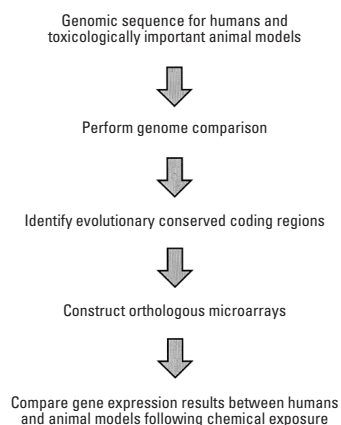 Genomic sequence for humans and
toxicologically important animal models
Perform genome comparison
Identify evolutionary conserved coding regions
Construct orthologous microarrays
Compare gene expression results between humans
and animal models following chemical exposure